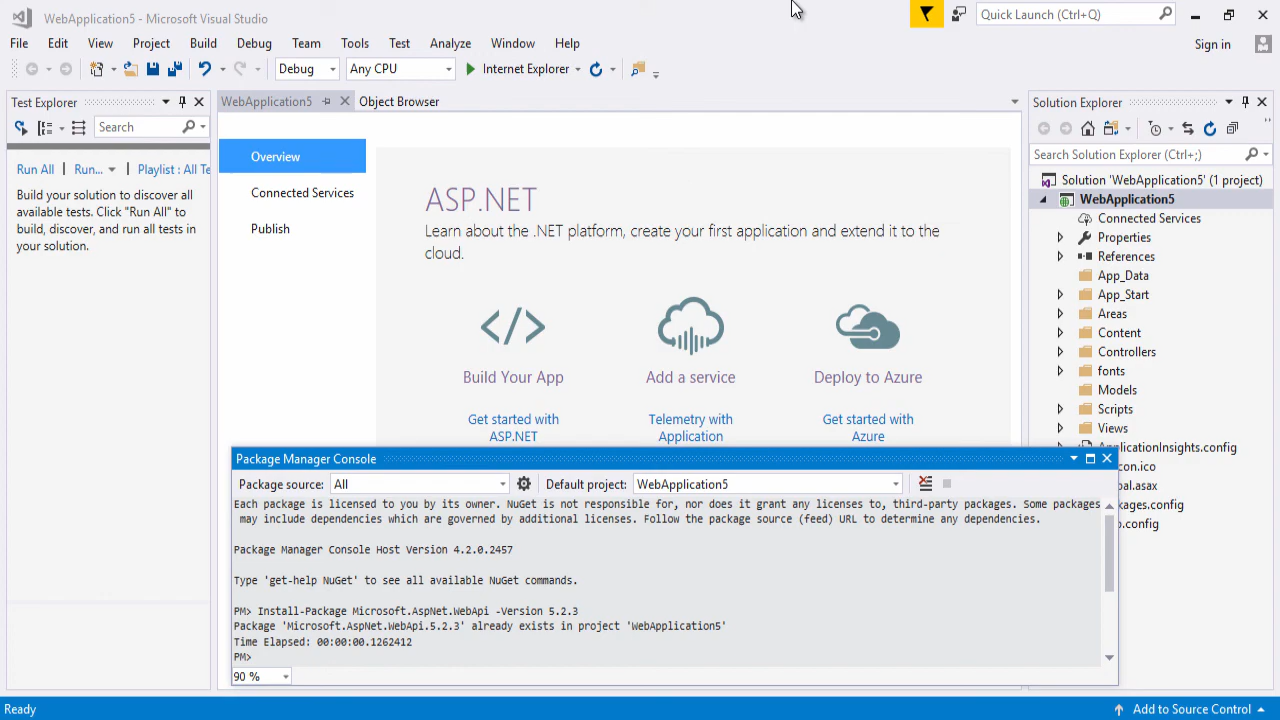 WebApplication5 - Microsoft Visual Studio
Quick Launch (Ctrl+Q)
File Edit View Project Build Debug Team Tools Test Analyze Window Help
Sign in
Debug Any CPU Internet Explorer
Test Explorer
Search
Run All | Run... Playlist : All Te
Build your solution to discover all
available tests. Click "Run All" to
build, discover, and run all tests in
your solution.
WebApplication5 Object Browser
Overview
Connected Services
Publish
ASP.NET
Learn about the .NET platform, create your first application and extend it to the
cloud.
Build Your App
Add a service
Deploy to Azure
Get started with
ASP.NET
Telemetry with
Application
Get started with
Azure
Solution Explorer
Search Solution Explorer (Ctrl+;)
Solution 'WebApplication5' (1 project)
WebApplication5
Connected Services
Properties
References
App_Data
App_Start
Areas
Content
Controllers
fonts
Models
Scripts
Views
ApplicationInsights.config
con.ico
bal.asax
kages.config
o.config
Package Manager Console
Package source: All Default project: WebApplication5
Each package is licensed to you by its owner. NuGet is not responsible for, nor does it grant any licenses to, third-party packages. Some packages
may include dependencies which are governed by additional licenses. Follow the package source (feed) URL to determine any dependencies.
Package Manager Console Host Version 4.2.0.2457
Type 'get-help NuGet' to see all available NuGet commands.
PM> Install-Package Microsoft.AspNet.WebApi -Version 5.2.3
Package 'Microsoft.AspNet.WebApi.5.2.3' already exists in project 'WebApplication5'
Time Elapsed: 00:00:00.1262412
PM>
90 %
Ready
Add to Source Control